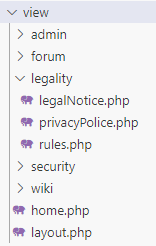 view
admin
forum
legality
legalNotice.php
privacyPolice.php
rules.php
security
wiki
home.php
layout.php